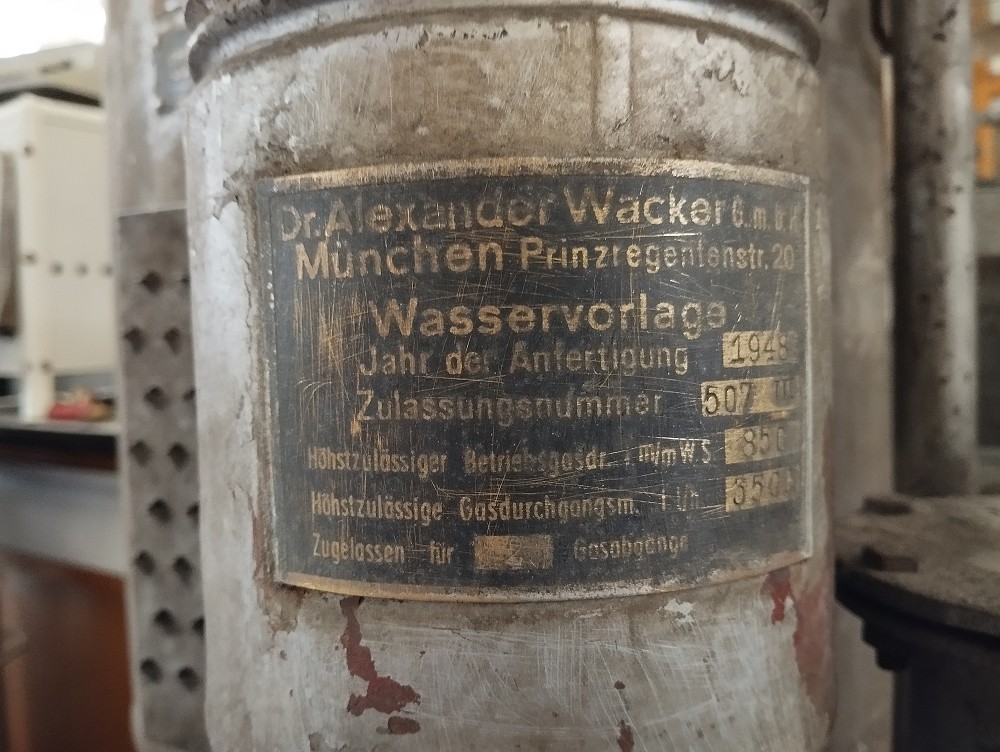 Dr. Alexander Wacker G.m.b.H
München Prinzregentenstr. 20
Wasservorlage
Jahr der Anfertigung 1948
Zulassungsnummer 507
Höhstzulässiger Betriebsgasdr. i m/m W.S. 850
Höhstzulässige Gasdurchgangsm. i l/h. 3500
Zugelassen für 2 Gasabgänge